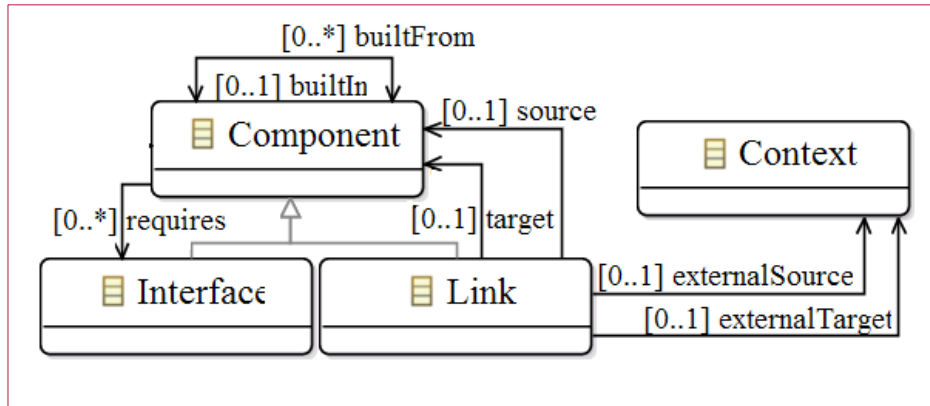 [0..*] builtFrom
[0..1] builtIn
[0..1] source
Component
Context
[0..*] requires
[0..1] target
Interface
Link
[0..1] externalSource
[0..1] externalTarget